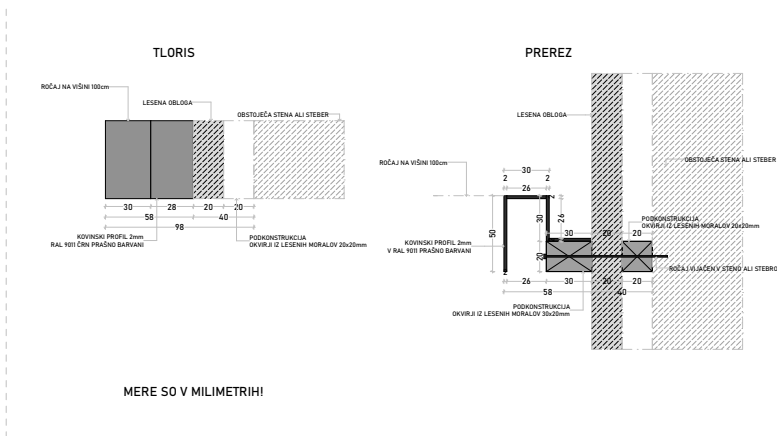 TLORIS
ROČAJ NA VIŠINI 100cm
LESENA OBLOGA
OBSTOJEČA STENA ALI STEBER
30
28
20
20
58
40
98
KOVINSKI PROFIL 2mm
RAL 9011 ČRN PRAŠNO BARVANI
PODKONSTRUKCIJA
OKVIRJI IZ LESENIH MORALOV 20x20mm
MERE SO V MILIMETRIH!
PREREZ
LESENA OBLOGA
OBSTOJEČA STENA ALI STEBER
ROČAJ NA VIŠINI 100cm
30
2
2
26
2
30
26
50
30
20
20
PODKONSTRUKCIJA
OKVIRJI IZ LESENIH MORALOV 20x20mm
KOVINSKI PROFIL 2mm
V RAL 9011 PRAŠNO BARVANI
20
2
ROČAJ VIJAČEN V STENO ALI STEBRO
26
30
20
20
58
40
PODKONSTRUKCIJA
OKVIRJI IZ LESENIH MORALOV 30x20mm